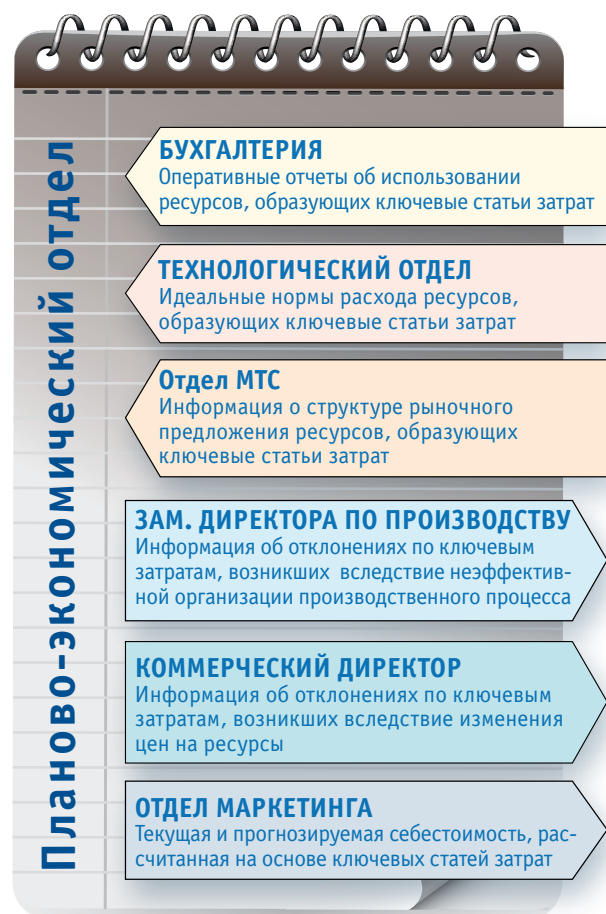 Планово-экономический отдел
БУХГАЛТЕРИЯ
Оперативные отчеты об использовании
ресурсов, образующих ключевые статьи затрат
ТЕХНОЛОГИЧЕСКИЙ ОТДЕЛ
Идеальные нормы расхода ресурсов,
образующих ключевые статьи затрат
Отдел МТС
Информация о структуре рыночного
предложения ресурсов, образующих
ключевые статьи затрат
ЗАМ. ДИРЕКТОРА ПО ПРОИЗВОДСТВУ
Информация об отклонениях по ключевым
затратам, возникших вследствие неэффектив-
ной организации производственного процесса
КОММЕРЧЕСКИЙ ДИРЕКТОР
Информация об отклонениях по ключевым
затратам, возникших вследствие изменения
цен на ресурсы
ОТДЕЛ МАРКЕТИНГА
Текущая и прогнозируемая себестоимость, рас-
считанная на основе ключевых статей затрат